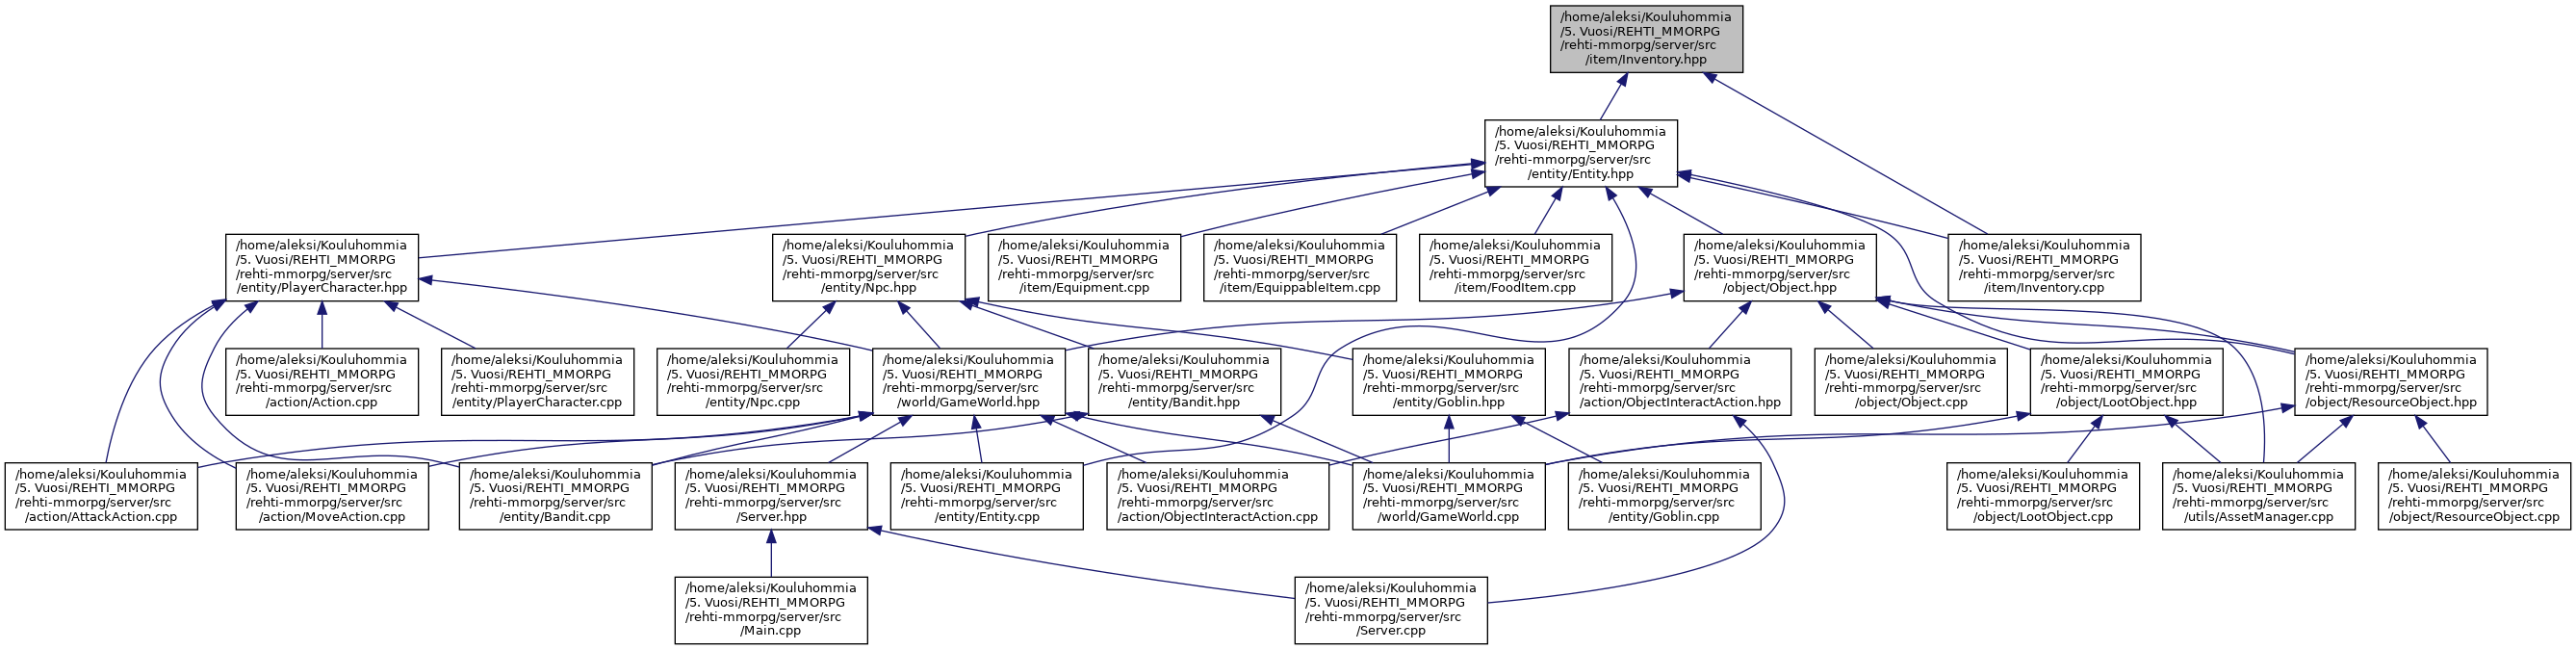 /home/aleksi/Kouluhommia
/5. Vuosi/REHTI_MMORPG
/rehti-mmorpg/server/src
/item/Inventory.hpp
/home/aleksi/Kouluhommia
/5. Vuosi/REHTI_MMORPG
/rehti-mmorpg/server/src
/entity/Entity.hpp
/home/aleksi/Kouluhommia
/5. Vuosi/REHTI_MMORPG
/rehti-mmorpg/server/src
/entity/PlayerCharacter.hpp
/home/aleksi/Kouluhommia
/5. Vuosi/REHTI_MMORPG
/rehti-mmorpg/server/src
/entity/Npc.hpp
/home/aleksi/Kouluhommia
/5. Vuosi/REHTI_MMORPG
/rehti-mmorpg/server/src
/item/Equipment.cpp
/home/aleksi/Kouluhommia
/5. Vuosi/REHTI_MMORPG
/rehti-mmorpg/server/src
/item/EquippableItem.cpp
/home/aleksi/Kouluhommia
/5. Vuosi/REHTI_MMORPG
/rehti-mmorpg/server/src
/item/FoodItem.cpp
/home/aleksi/Kouluhommia
/5. Vuosi/REHTI_MMORPG
/rehti-mmorpg/server/src
/object/Object.hpp
/home/aleksi/Kouluhommia
/5. Vuosi/REHTI_MMORPG
/rehti-mmorpg/server/src
/item/Inventory.cpp
/home/aleksi/Kouluhommia
/5. Vuosi/REHTI_MMORPG
/rehti-mmorpg/server/src
/action/Action.cpp
/home/aleksi/Kouluhommia
/5. Vuosi/REHTI_MMORPG
/rehti-mmorpg/server/src
/entity/PlayerCharacter.cpp
/home/aleksi/Kouluhommia
/5. Vuosi/REHTI_MMORPG
/rehti-mmorpg/server/src
/entity/Npc.cpp
/home/aleksi/Kouluhommia
/5. Vuosi/REHTI_MMORPG
/rehti-mmorpg/server/src
/world/GameWorld.hpp
/home/aleksi/Kouluhommia
/5. Vuosi/REHTI_MMORPG
/rehti-mmorpg/server/src
/entity/Bandit.hpp
/home/aleksi/Kouluhommia
/5. Vuosi/REHTI_MMORPG
/rehti-mmorpg/server/src
/entity/Goblin.hpp
/home/aleksi/Kouluhommia
/5. Vuosi/REHTI_MMORPG
/rehti-mmorpg/server/src
/action/ObjectInteractAction.hpp
/home/aleksi/Kouluhommia
/5. Vuosi/REHTI_MMORPG
/rehti-mmorpg/server/src
/object/Object.cpp
/home/aleksi/Kouluhommia
/5. Vuosi/REHTI_MMORPG
/rehti-mmorpg/server/src
/object/LootObject.hpp
/home/aleksi/Kouluhommia
/5. Vuosi/REHTI_MMORPG
/rehti-mmorpg/server/src
/object/ResourceObject.hpp
/home/aleksi/Kouluhommia
/5. Vuosi/REHTI_MMORPG
/rehti-mmorpg/server/src
/action/AttackAction.cpp
/home/aleksi/Kouluhommia
/5. Vuosi/REHTI_MMORPG
/rehti-mmorpg/server/src
/action/MoveAction.cpp
/home/aleksi/Kouluhommia
/5. Vuosi/REHTI_MMORPG
/rehti-mmorpg/server/src
/entity/Bandit.cpp
/home/aleksi/Kouluhommia
/5. Vuosi/REHTI_MMORPG
/rehti-mmorpg/server/src
/Server.hpp
/home/aleksi/Kouluhommia
/5. Vuosi/REHTI_MMORPG
/rehti-mmorpg/server/src
/entity/Entity.cpp
/home/aleksi/Kouluhommia
/5. Vuosi/REHTI_MMORPG
/rehti-mmorpg/server/src
/action/ObjectInteractAction.cpp
/home/aleksi/Kouluhommia
/5. Vuosi/REHTI_MMORPG
/rehti-mmorpg/server/src
/world/GameWorld.cpp
/home/aleksi/Kouluhommia
/5. Vuosi/REHTI_MMORPG
/rehti-mmorpg/server/src
/entity/Goblin.cpp
/home/aleksi/Kouluhommia
/5. Vuosi/REHTI_MMORPG
/rehti-mmorpg/server/src
/object/LootObject.cpp
/home/aleksi/Kouluhommia
/5. Vuosi/REHTI_MMORPG
/rehti-mmorpg/server/src
/utils/AssetManager.cpp
/home/aleksi/Kouluhommia
/5. Vuosi/REHTI_MMORPG
/rehti-mmorpg/server/src
/object/ResourceObject.cpp
/home/aleksi/Kouluhommia
/5. Vuosi/REHTI_MMORPG
/rehti-mmorpg/server/src
/Main.cpp
/home/aleksi/Kouluhommia
/5. Vuosi/REHTI_MMORPG
/rehti-mmorpg/server/src
/Server.cpp